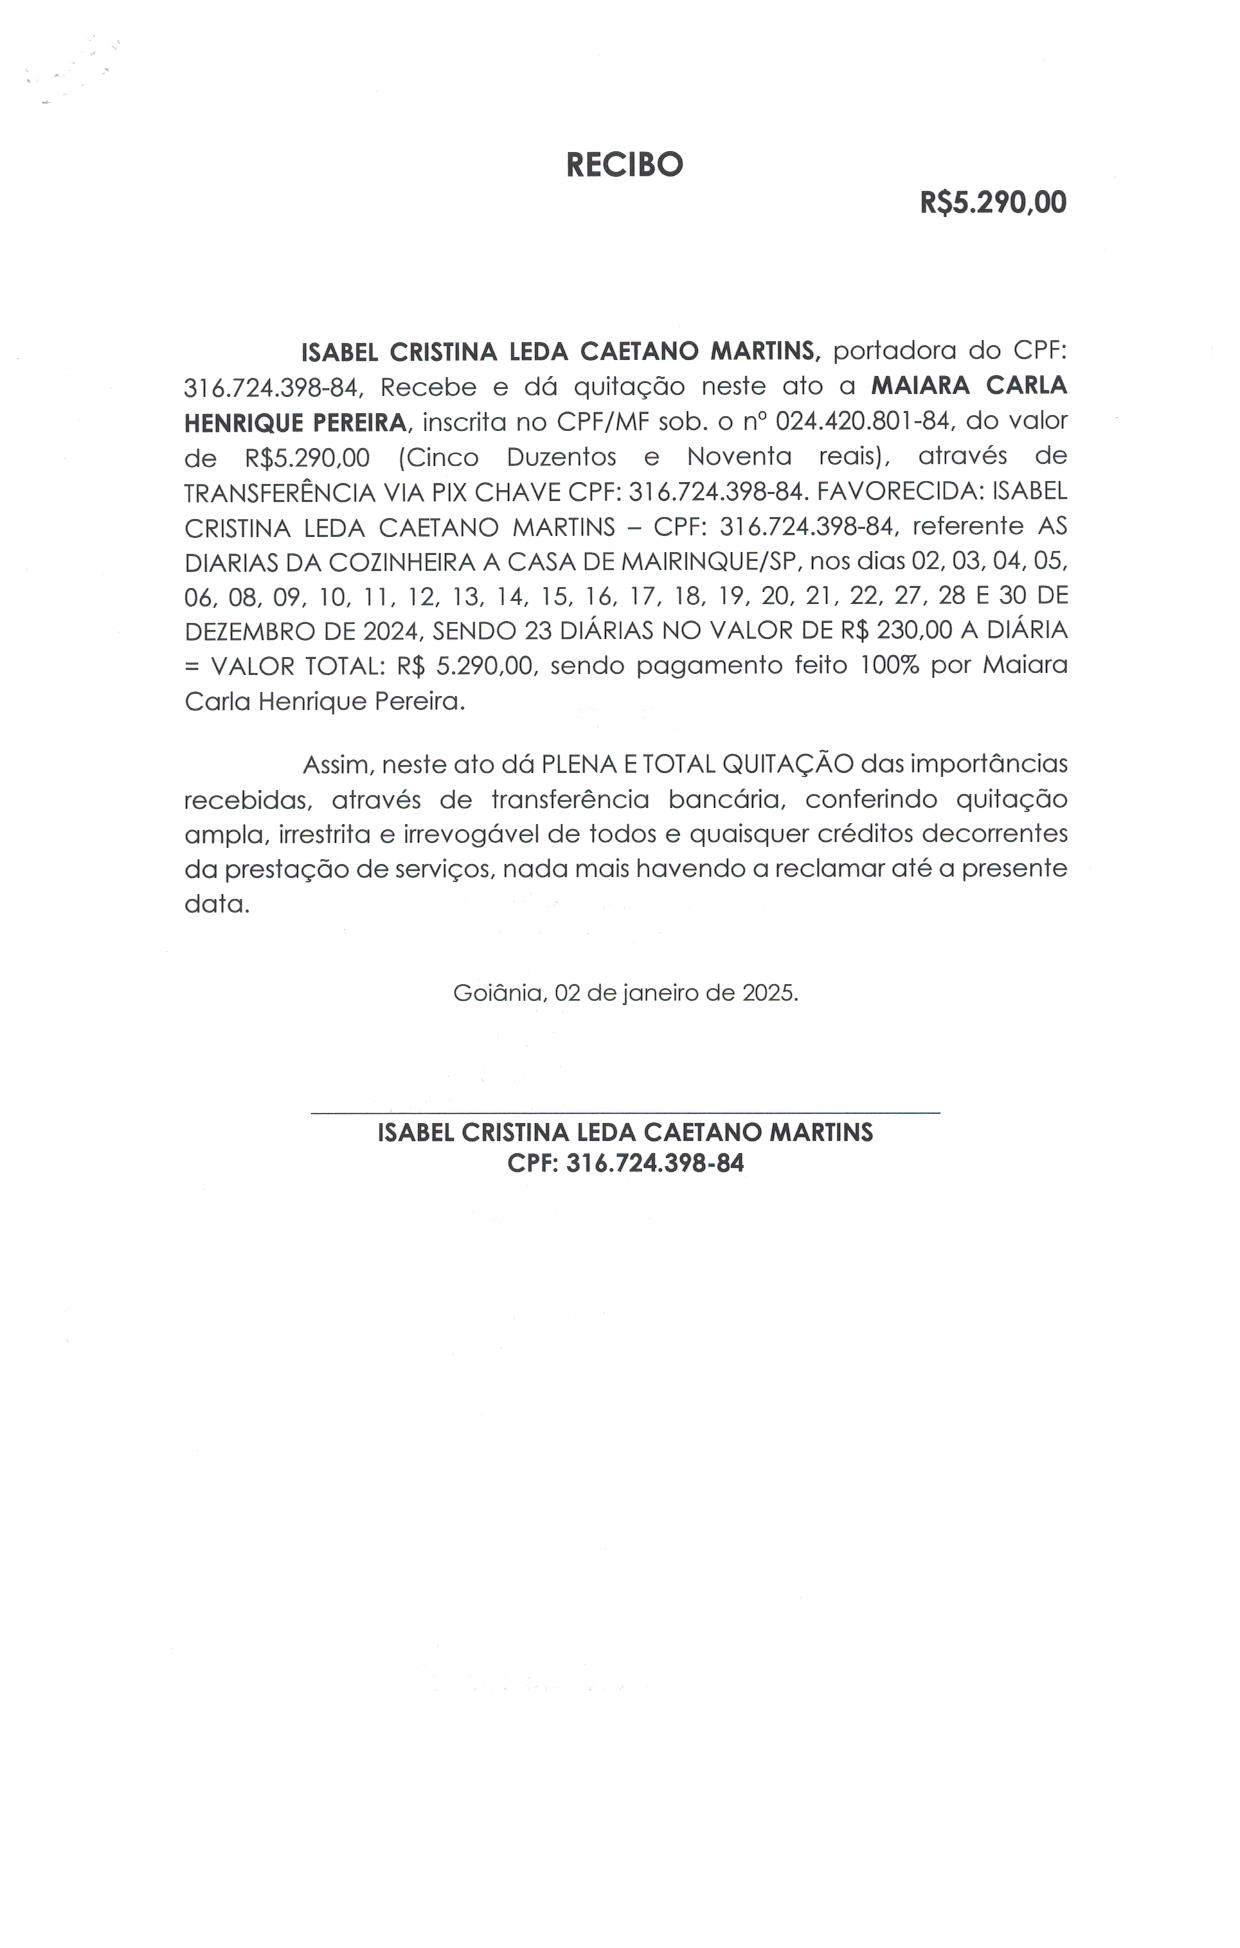 RECIBO
R$5.290,00
ISABEL CRISTINA LEDA CAETANO MARTINS, portadora do CPF:
316.724.398-84, Recebe e dá quitação neste ato a MAIARA CARLA
HENRIQUE PEREIRA, inscrita no CPF/MF sob. o nº 024.420.801-84, do valor
de R$5.290,00 (Cinco Duzentos e Noventa reais), através de
TRANSFERÊNCIA VIA PIX CHAVE CPF: 316.724.398-84. FAVORECIDA: ISABEL
CRISTINA LEDA CAETANO MARTINS – CPF: 316.724.398-84, referente AS
DIARIAS DA COZINHEIRA A CASA DE MAIRINQUE/SP, nos dias 02, 03, 04, 05,
06, 08, 09, 10, 11, 12, 13, 14, 15, 16, 17, 18, 19, 20, 21, 22, 27, 28 E 30 DE
DEZEMBRO DE 2024, SENDO 23 DIÁRIAS NO VALOR DE R$ 230,00 A DIÁRIA
= VALOR TOTAL: R$ 5.290,00, sendo pagamento feito 100% por Maiara
Carla Henrique Pereira.
Assim, neste ato dá PLENA E TOTAL QUITAÇÃO das importâncias
recebidas, através de transferência bancária, conferindo quitação
ampla, irrestrita e irrevogável de todos e quaisquer créditos decorrentes
da prestação de serviços, nada mais havendo a reclamar até a presente
data.
Goiânia, 02 de janeiro de 2025.
ISABEL CRISTINA LEDA CAETANO MARTINS
CPF: 316.724.398-84